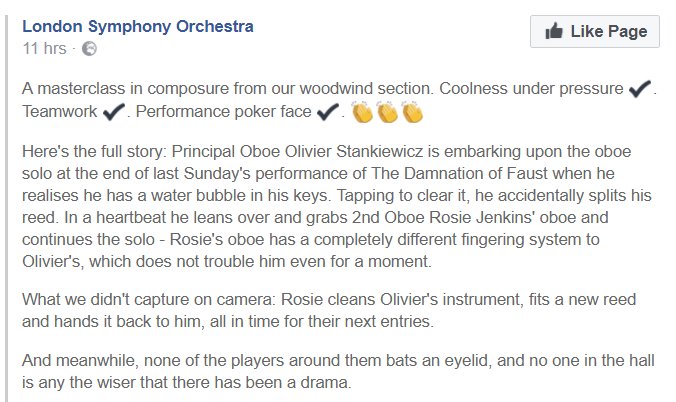 London Symphony Orchestra
Like Page
11 hrs ·
A masterclass in composure from our woodwind section. Coolness under pressure ✔.
Teamwork ✔. Performance poker face ✔. 👏👏👏
Here's the full story: Principal Oboe Olivier Stankiewicz is embarking upon the oboe
solo at the end of last Sunday's performance of The Damnation of Faust when he
realises he has a water bubble in his keys. Tapping to clear it, he accidentally splits his
reed. In a heartbeat he leans over and grabs 2nd Oboe Rosie Jenkins' oboe and
continues the solo - Rosie's oboe has a completely different fingering system to
Olivier's, which does not trouble him even for a moment.
What we didn't capture on camera: Rosie cleans Olivier's instrument, fits a new reed
and hands it back to him, all in time for their next entries.
And meanwhile, none of the players around them bats an eyelid, and no one in the hall
is any the wiser that there has been a drama.